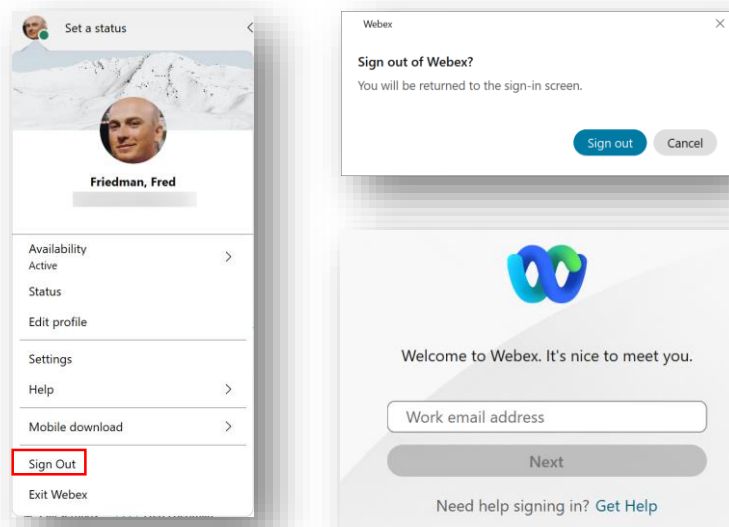 Set a status
Friedman, Fred
Availability
Active
Status
Edit profile
Settings
Help
Mobile download
Sign Out
Exit Webex
Webex
Sign out of Webex?
You will be returned to the sign-in screen.
Sign out Cancel
Welcome to Webex. It's nice to meet you.
Work email address
Next
Need help signing in? Get Help